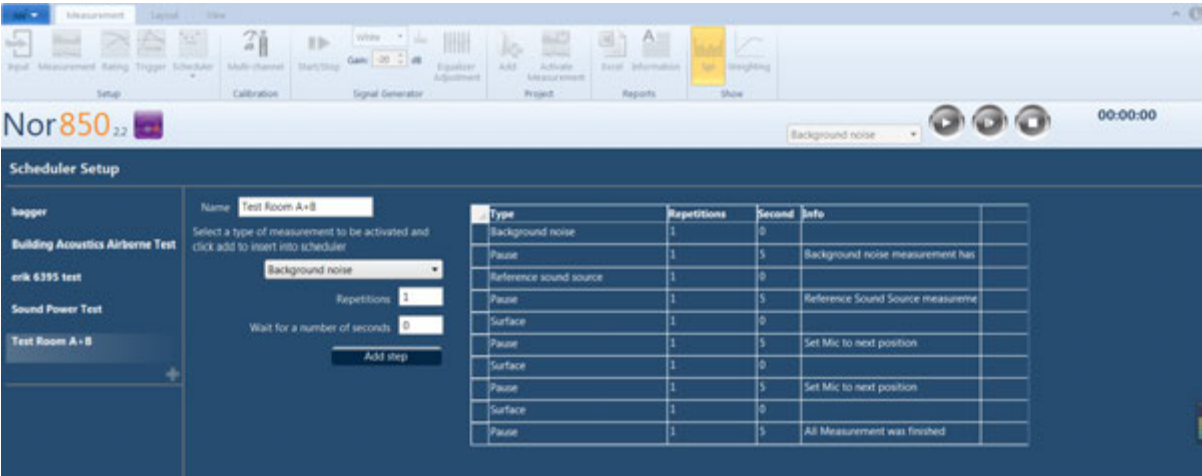 nor Measurement Layout View
Input Measurement Rating Trigger Scheduler Multi-channel Start/Stop White Gain: -20 dB Equalizer Adjustment Add Activate Measurement Excel Information Weighting
Setup Calibration Signal Generator Project Reports Show
Nor850 2.2 Background noise 00:00:00
Scheduler Setup
bagger
Building Acoustics Airborne Test
erik 6395 test
Sound Power Test
Test Room A+B
Name Test Room A+B
Select a type of measurement to be activated and
click add to insert into scheduler
Background noise
Repetitions 1
Wait for a number of seconds 0
Add step
Type Repetitions Second Info
Background noise 1 0
Pause 1 5 Background noise measurement has
Reference sound source 1 0
Pause 1 5 Reference Sound Source measureme
Surface 1 0
Pause 1 5 Set Mic to next position
Surface 1 0
Pause 1 5 Set Mic to next position
Surface 1 0
Pause 1 5 All Measurement was finished